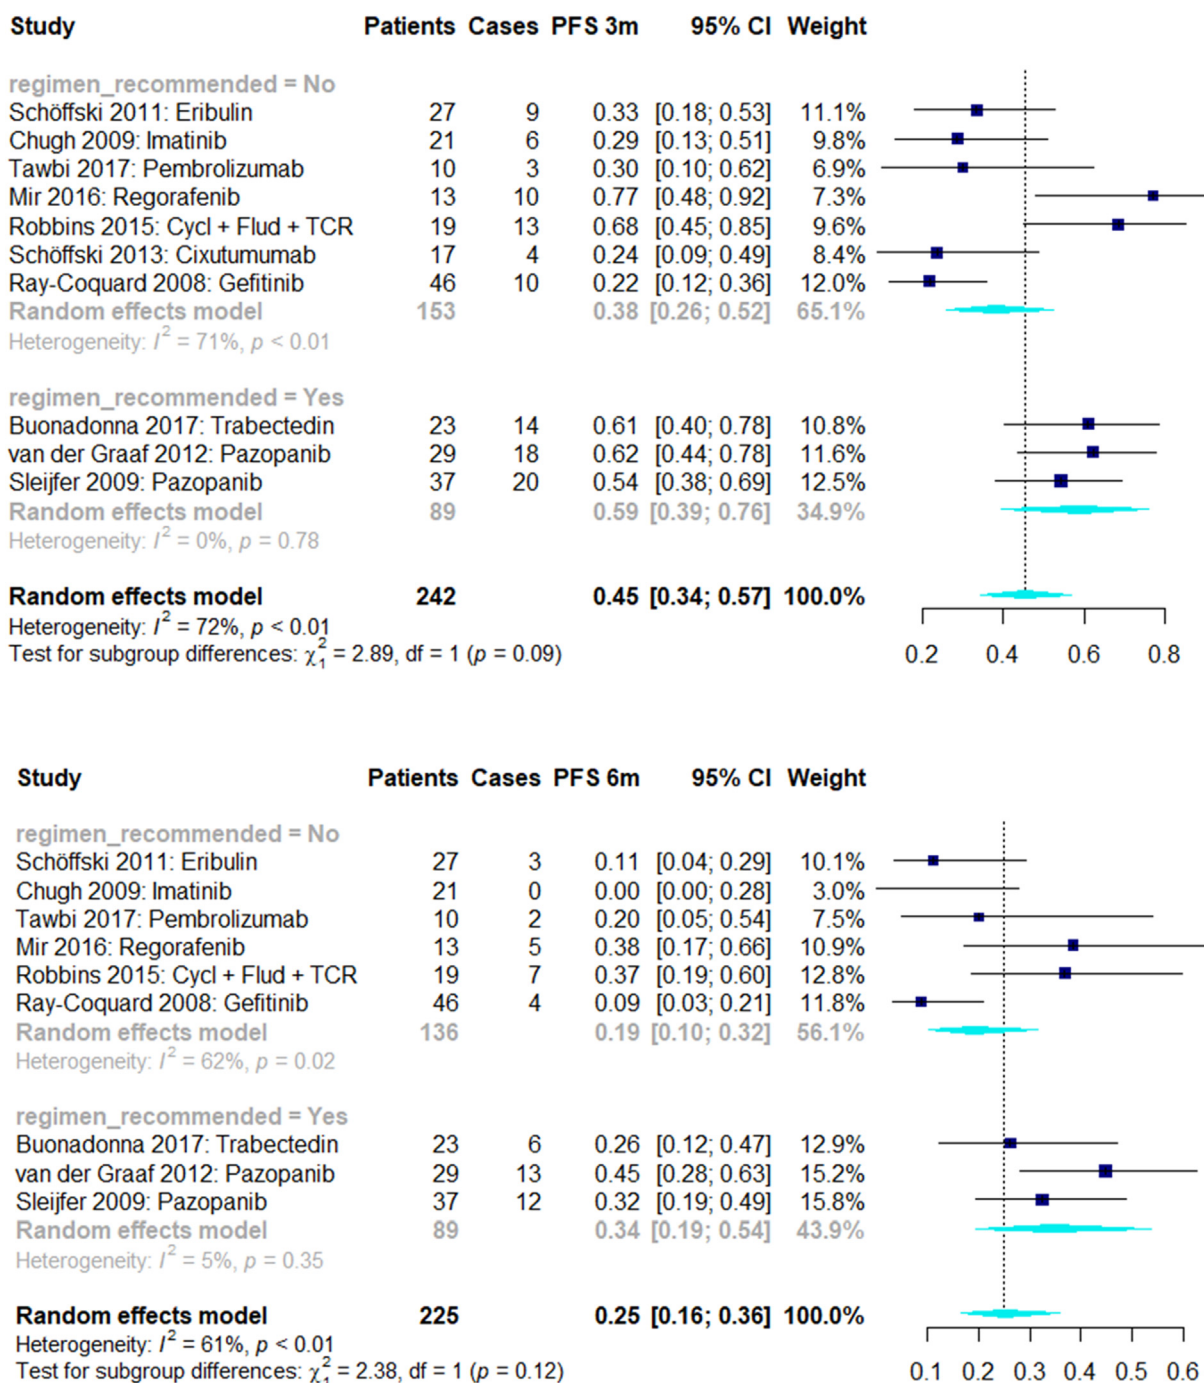 Study Patients Cases PFS 3m 95% CI Weight
regimen_recommended = No
Schöffski 2011: Eribulin 27 9 0.33 [0.18; 0.53] 11.1%
Chugh 2009: Imatinib 21 6 0.29 [0.13; 0.51] 9.8%
Tawbi 2017: Pembrolizumab 10 3 0.30 [0.10; 0.62] 6.9%
Mir 2016: Regorafenib 13 10 0.77 [0.48; 0.92] 7.3%
Robbins 2015: Cycl + Flud + TCR 19 13 0.68 [0.45; 0.85] 9.6%
Schöffski 2013: Cixutumumab 17 4 0.24 [0.09; 0.49] 8.4%
Ray-Coquard 2008: Gefitinib 46 10 0.22 [0.12; 0.36] 12.0%
Random effects model 153 0.38 [0.26; 0.52] 65.1%
Heterogeneity: I² = 71%, p < 0.01
regimen_recommended = Yes
Buonadonna 2017: Trabectedin 23 14 0.61 [0.40; 0.78] 10.8%
van der Graaf 2012: Pazopanib 29 18 0.62 [0.44; 0.78] 11.6%
Sleijfer 2009: Pazopanib 37 20 0.54 [0.38; 0.69] 12.5%
Random effects model 89 0.59 [0.39; 0.76] 34.9%
Heterogeneity: I² = 0%, p = 0.78
Random effects model 242 0.45 [0.34; 0.57] 100.0%
Heterogeneity: I² = 72%, p < 0.01
Test for subgroup differences: χ₁² = 2.89, df = 1 (p = 0.09)
0.2 0.4 0.6 0.8
Study Patients Cases PFS 6m 95% CI Weight
regimen_recommended = No
Schöffski 2011: Eribulin 27 3 0.11 [0.04; 0.29] 10.1%
Chugh 2009: Imatinib 21 0 0.00 [0.00; 0.28] 3.0%
Tawbi 2017: Pembrolizumab 10 2 0.20 [0.05; 0.54] 7.5%
Mir 2016: Regorafenib 13 5 0.38 [0.17; 0.66] 10.9%
Robbins 2015: Cycl + Flud + TCR 19 7 0.37 [0.19; 0.60] 12.8%
Ray-Coquard 2008: Gefitinib 46 4 0.09 [0.03; 0.21] 11.8%
Random effects model 136 0.19 [0.10; 0.32] 56.1%
Heterogeneity: I² = 62%, p = 0.02
regimen_recommended = Yes
Buonadonna 2017: Trabectedin 23 6 0.26 [0.12; 0.47] 12.9%
van der Graaf 2012: Pazopanib 29 13 0.45 [0.28; 0.63] 15.2%
Sleijfer 2009: Pazopanib 37 12 0.32 [0.19; 0.49] 15.8%
Random effects model 89 0.34 [0.19; 0.54] 43.9%
Heterogeneity: I² = 5%, p = 0.35
Random effects model 225 0.25 [0.16; 0.36] 100.0%
Heterogeneity: I² = 61%, p < 0.01
Test for subgroup differences: χ₁² = 2.38, df = 1 (p = 0.12)
0.1 0.2 0.3 0.4 0.5 0.6